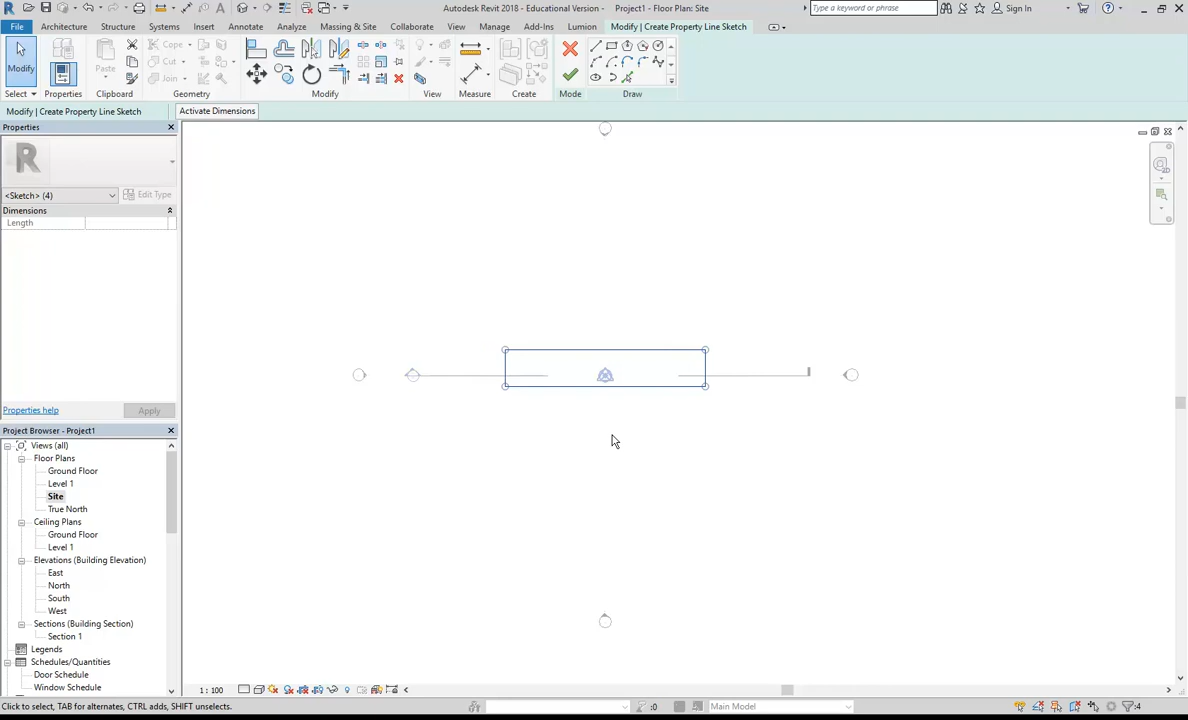 Autodesk Revit 2018 - Educational Version - Project1 - Floor Plan: Site
Type a keyword or phrase
Sign In
File Architecture Structure Systems Insert Annotate Analyze Massing & Site Collaborate View Manage Add-Ins Lumion Modify | Create Property Line Sketch
Modify
Paste
Cope
Cut
Join
Select Properties Clipboard Geometry Modify View Measure Create Mode Draw
Modify | Create Property Line Sketch Activate Dimensions
Properties
<Sketch> (4) Edit Type
Dimensions
Length
Properties help Apply
Project Browser - Project1
Views (all)
Floor Plans
Ground Floor
Level 1
Site
True North
Ceiling Plans
Ground Floor
Level 1
Elevations (Building Elevation)
East
North
South
West
Sections (Building Section)
Section 1
Legends
Schedules/Quantities
Door Schedule
Window Schedule
1 : 100
Click to select, TAB for alternates, CTRL adds, SHIFT unselects.
:0
Main Model
:4